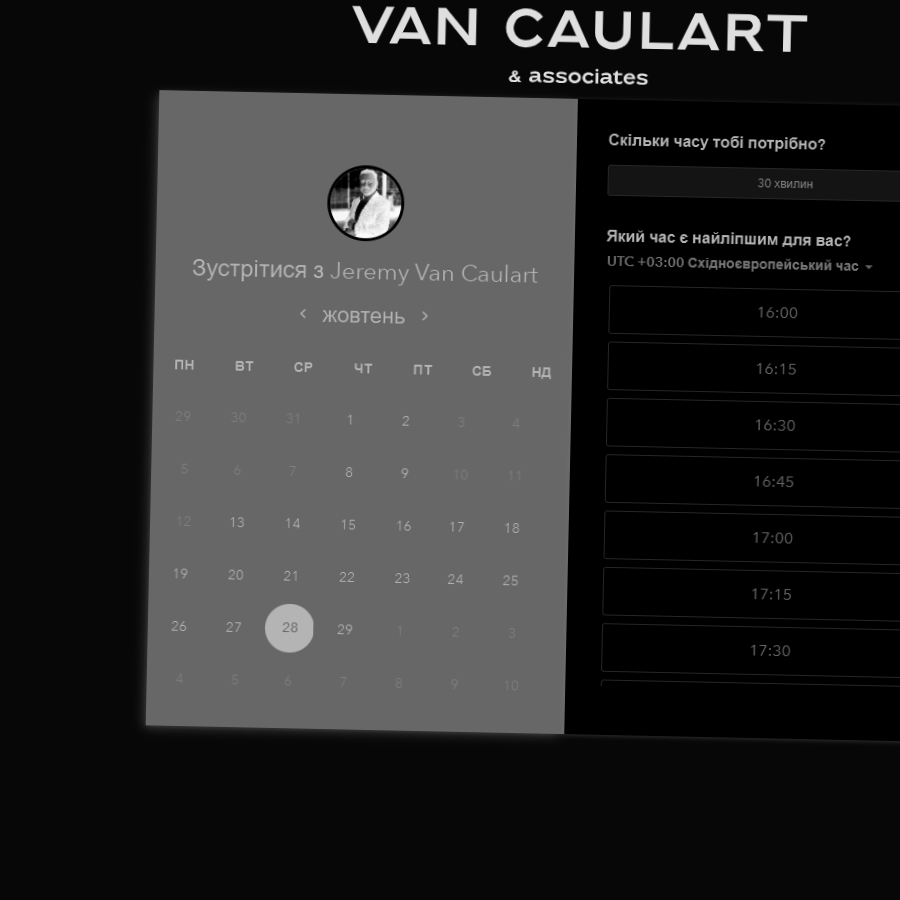 VAN CAULART
& associates
Зустрітися з Jeremy Van Caulart
жовтень
ПН ВТ СР ЧТ ПТ СБ НД
29 30 31 1 2 3 4
5 6 7 8 9 10 11
12 13 14 15 16 17 18
19 20 21 22 23 24 25
26 27 28 29 1 2 3
4 5 6 7 8 9 10
Скільки часу тобі потрібно?
30 хвилин
Який час є найліпшим для вас?
UTC +03:00 Східноєвропейський час
16:00
16:15
16:30
16:45
17:00
17:15
17:30